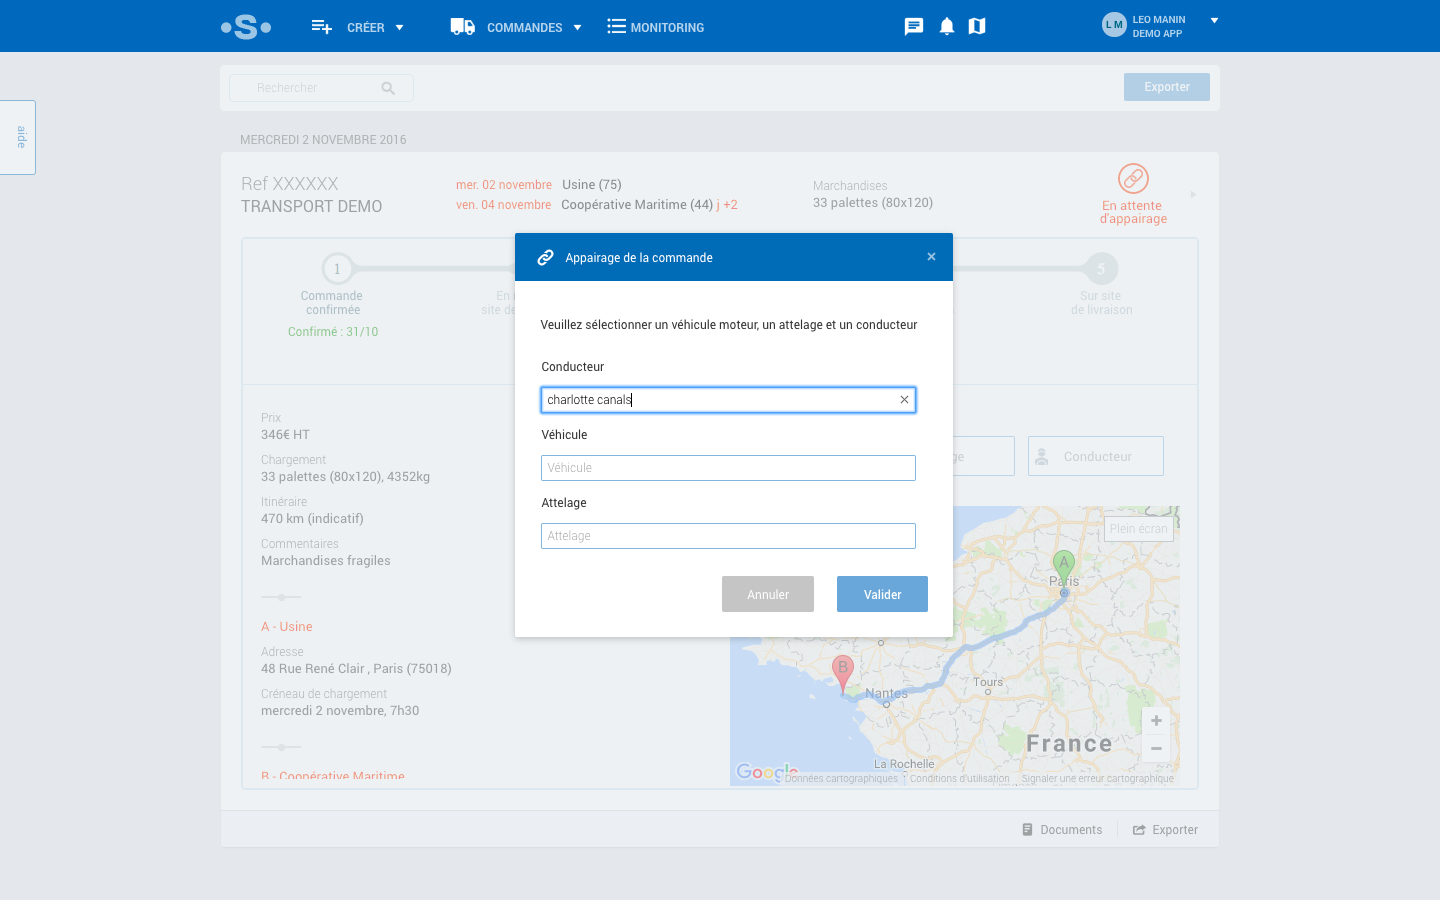 S
CRÉER
COMMANDES
MONITORING
L M
LEO MANIN
DEMO APP
Rechercher
Exporter
aide
MERCREDI 2 NOVEMBRE 2016
Ref XXXXXX
TRANSPORT DEMO
mer. 02 novembre Usine (75)
ven. 04 novembre Coopérative Maritime (44) j +2
Marchandises
33 palettes (80x120)
En attente
d'appairage
1
Commande
confirmée
Confirmé : 31/10
En
site de
5
Sur site
de livraison
Appairage de la commande
×
Veuillez sélectionner un véhicule moteur, un attelage et un conducteur
Conducteur
charlotte canals
Véhicule
Véhicule
Attelage
Attelage
Annuler
Valider
Prix
346€ HT
Chargement
33 palettes (80x120), 4352kg
Itinéraire
470 km (indicatif)
Commentaires
Marchandises fragiles
A - Usine
Adresse
48 Rue René Clair , Paris (75018)
Créneau de chargement
mercredi 2 novembre, 7h30
B - Coopérative Maritime
ge
Conducteur
Plein écran
A
Paris
B
Nantes
Tours
France
La Rochelle
+
−
Google
Données cartographiques
Conditions d'utilisation
Signaler une erreur cartographique
Documents
Exporter